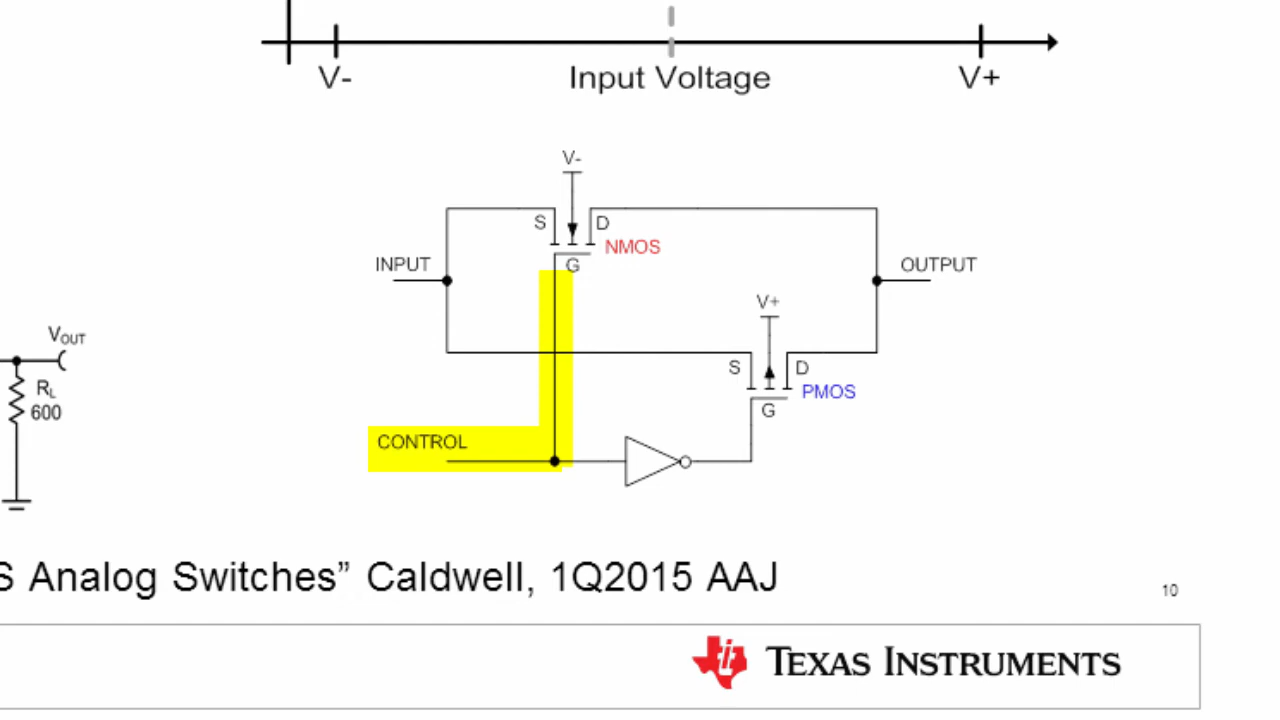 V- Input Voltage V+
V-
S D
NMOS
G
INPUT OUTPUT
V+
S D
PMOS
G
CONTROL
VOUT
RL
600
S Analog Switches” Caldwell, 1Q2015 AAJ
10
TEXAS INSTRUMENTS